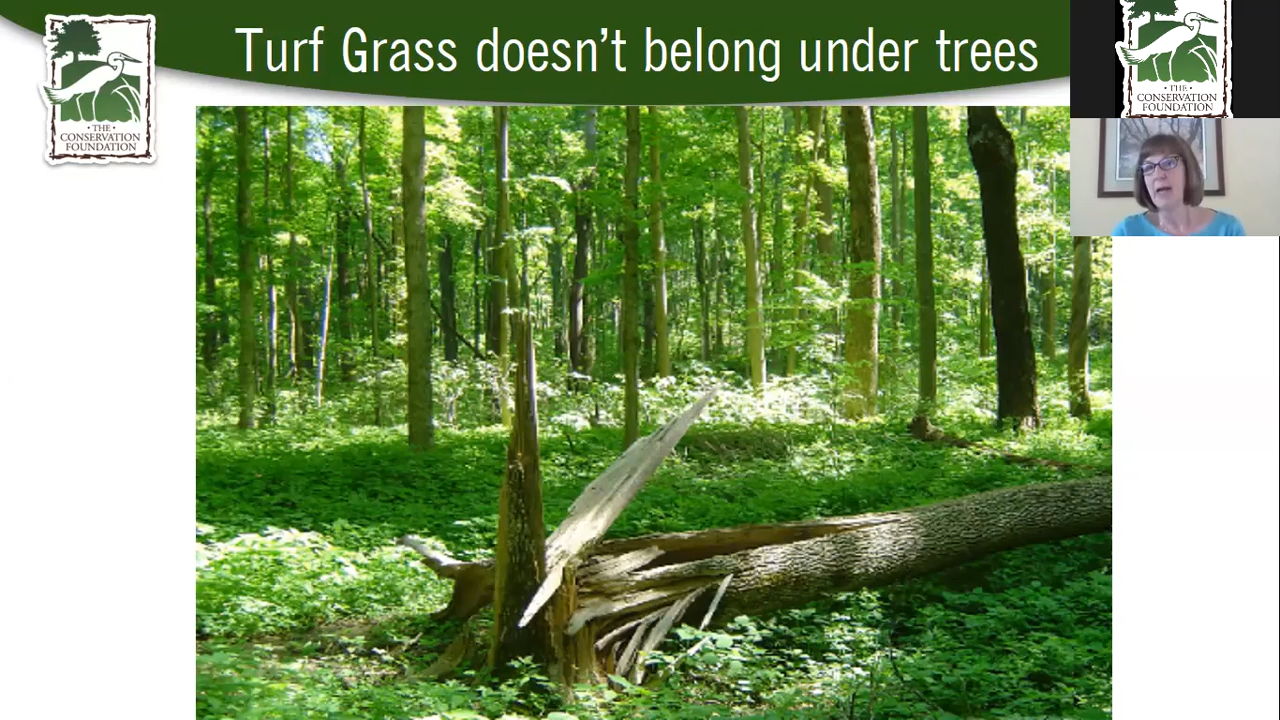 Turf Grass doesn't belong under trees
• THE •
CONSERVATION
FOUNDATION
• THE •
CONSERVATION
FOUNDATION